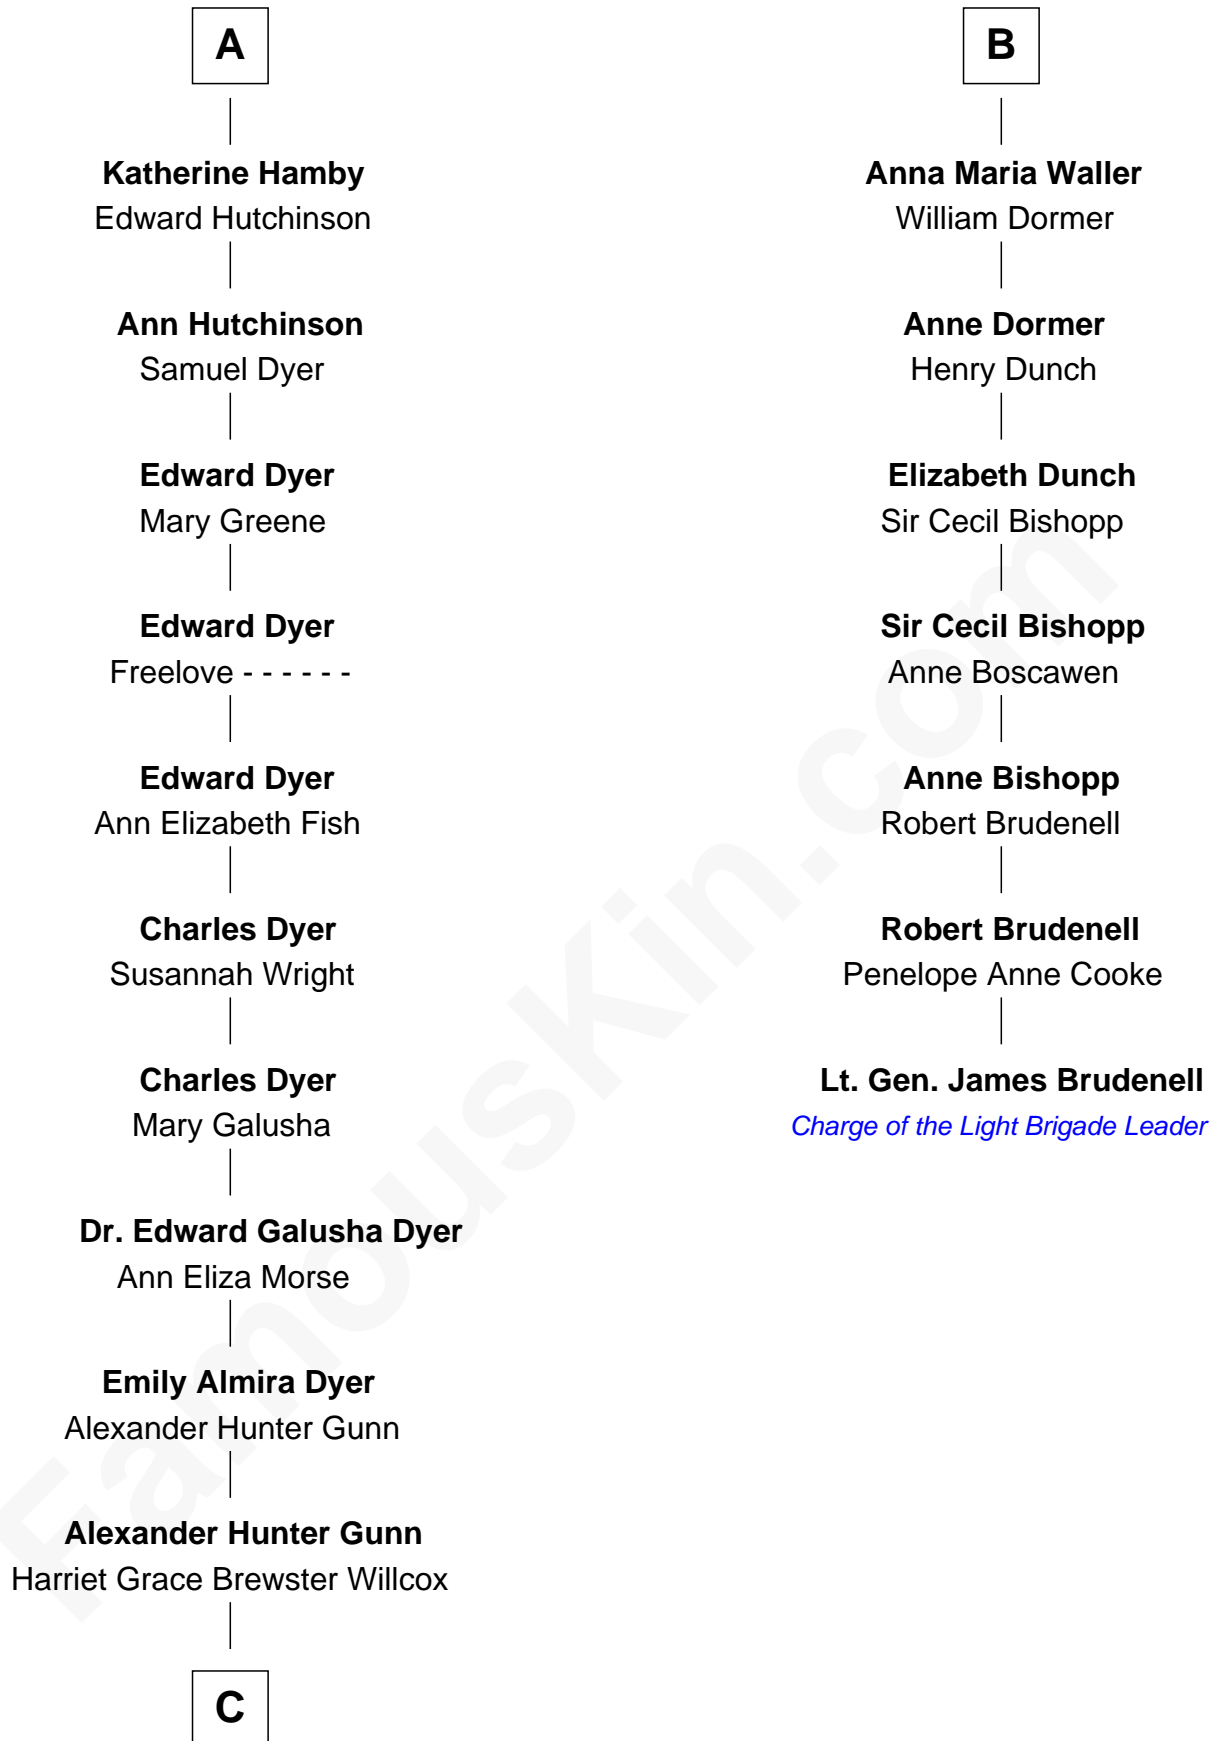 A
Katherine Hamby
Edward Hutchinson
Ann Hutchinson
Samuel Dyer
Edward Dyer
Mary Greene
Edward Dyer
Freelove - - - - - -
Edward Dyer
Ann Elizabeth Fish
Charles Dyer
Susannah Wright
Charles Dyer
Mary Galusha
Dr. Edward Galusha Dyer
Ann Eliza Morse
Emily Almira Dyer
Alexander Hunter Gunn
Alexander Hunter Gunn
Harriet Grace Brewster Willcox
C
B
Anna Maria Waller
William Dormer
Anne Dormer
Henry Dunch
Elizabeth Dunch
Sir Cecil Bishopp
Sir Cecil Bishopp
Anne Boscawen
Anne Bishopp
Robert Brudenell
Robert Brudenell
Penelope Anne Cooke
Lt. Gen. James Brudenell
Charge of the Light Brigade Leader
FamousKin.com